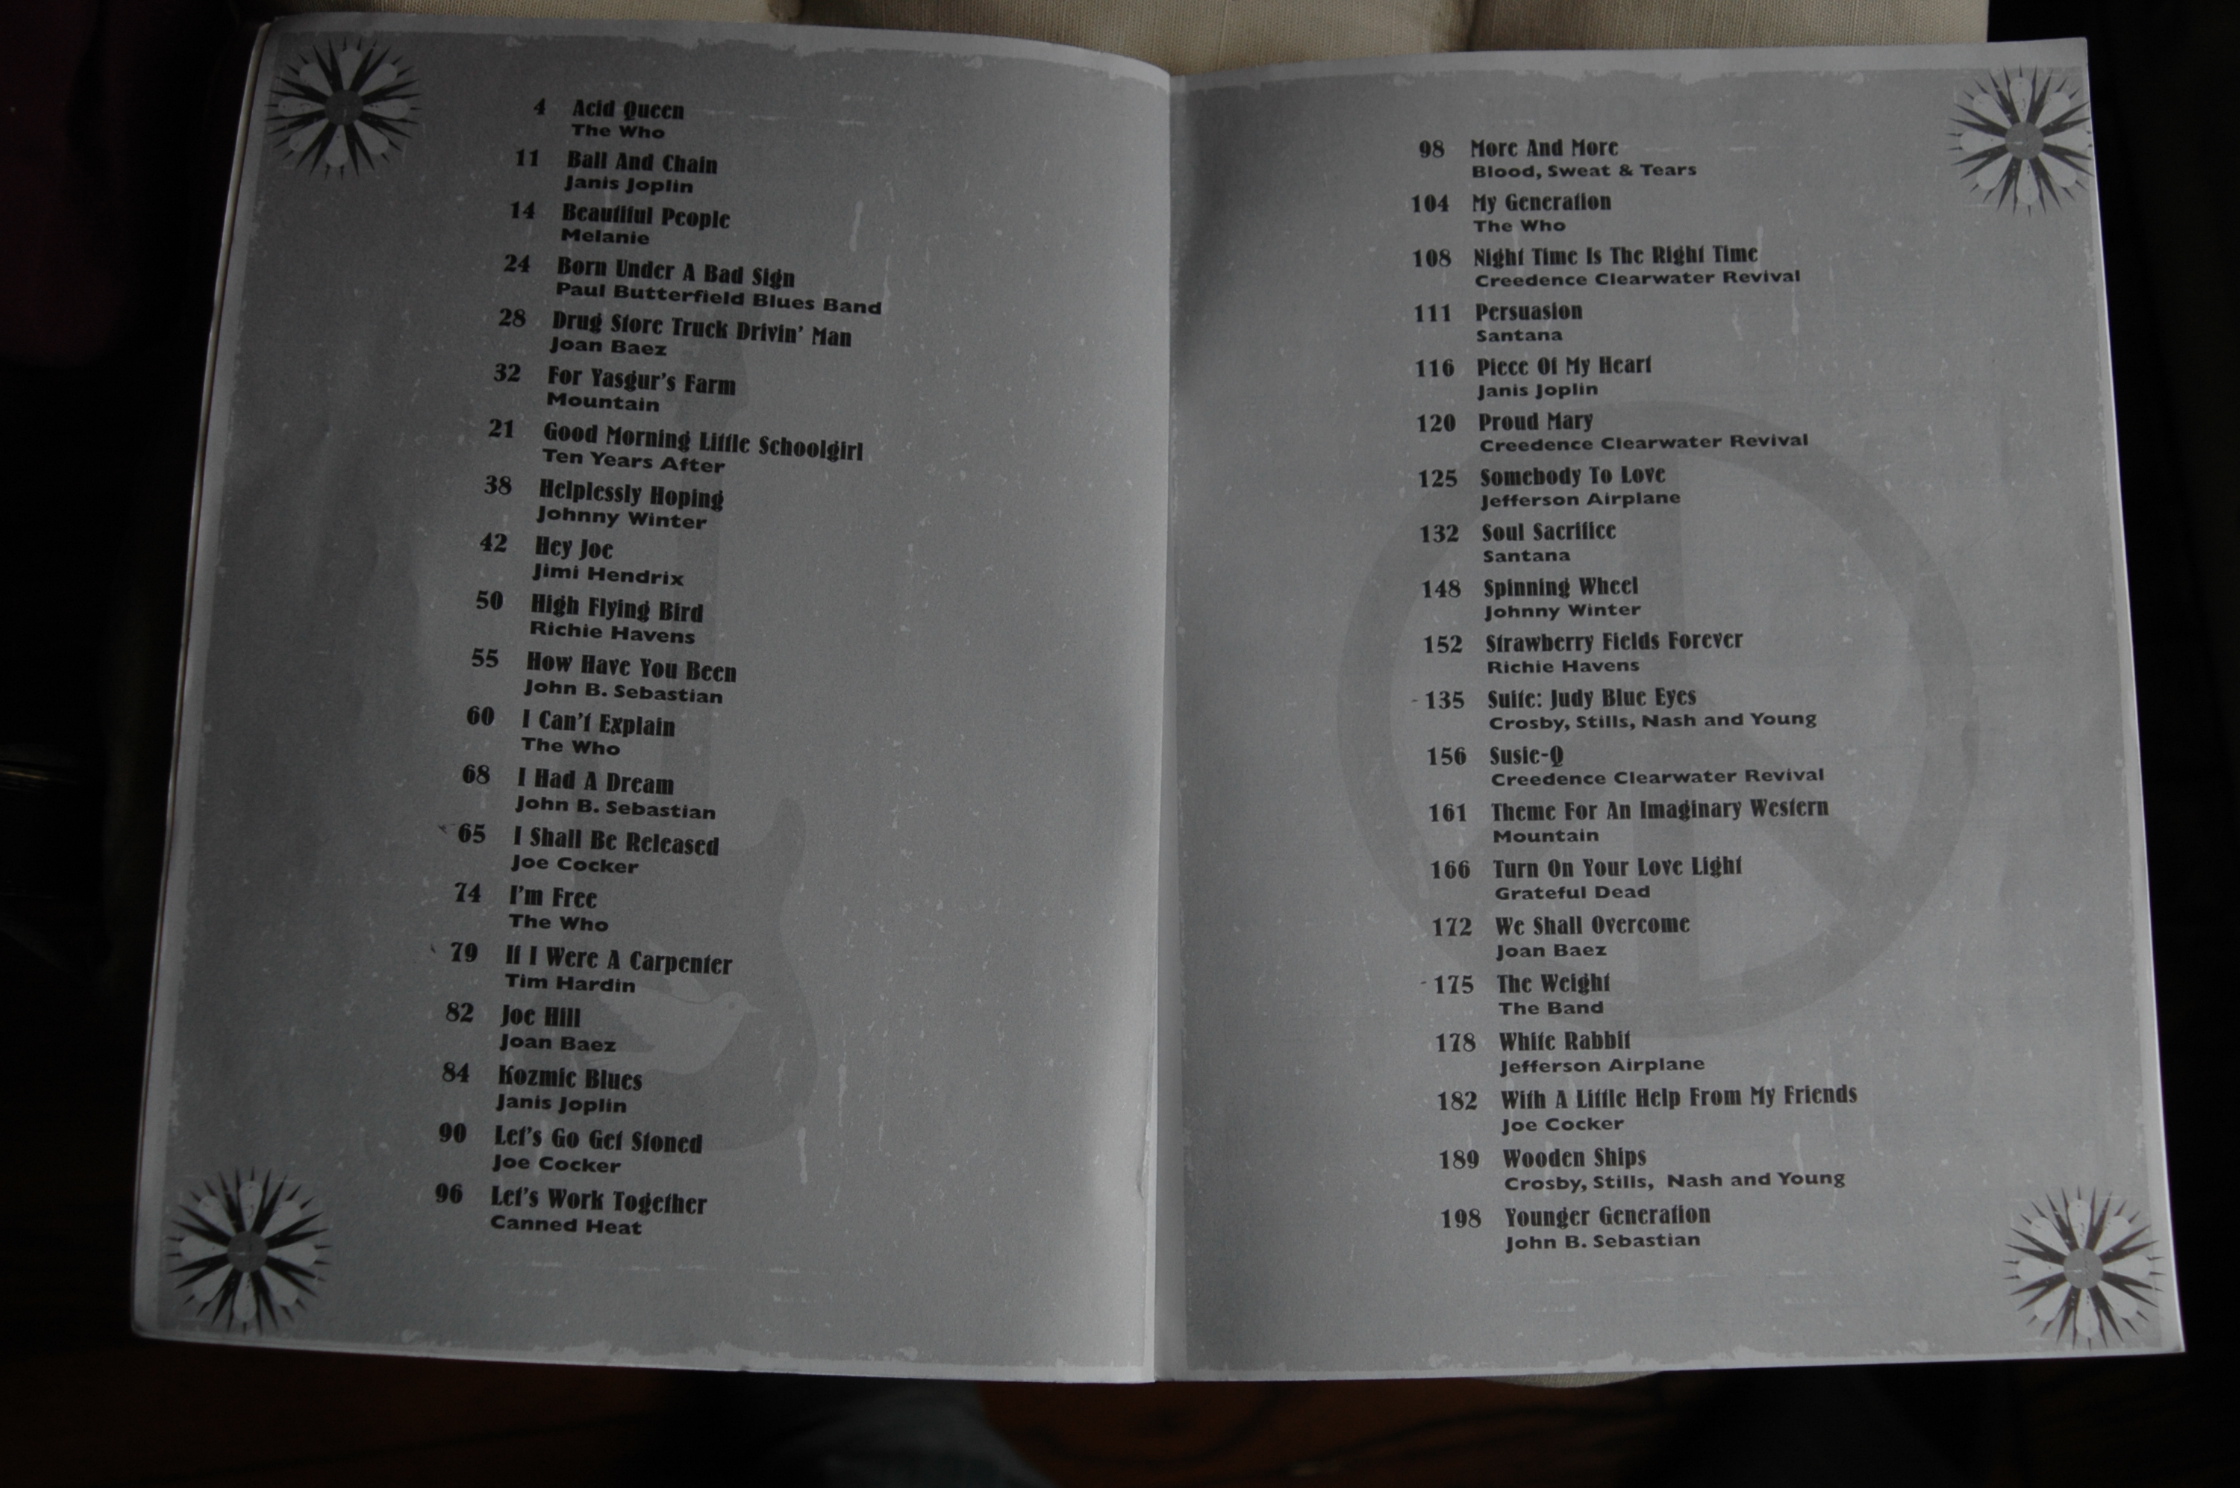 4 Acid Queen
The Who
11 Ball And Chain
Janis Joplin
14 Beautiful People
Melanie
24 Born Under A Bad Sign
Paul Butterfield Blues Band
28 Drug Store Truck Drivin' Man
Joan Baez
32 For Yasgur's Farm
Mountain
21 Good Morning Little Schoolgirl
Ten Years After
38 Helplessly Hoping
Johnny Winter
42 Hey Joe
Jimi Hendrix
50 High Flying Bird
Richie Havens
55 How Have You Been
John B. Sebastian
60 I Can't Explain
The Who
68 I Had A Dream
John B. Sebastian
65 I Shall Be Released
Joe Cocker
74 I'm Free
The Who
79 If I Were A Carpenter
Tim Hardin
82 Joe Hill
Joan Baez
84 Kozmic Blues
Janis Joplin
90 Let's Go Get Stoned
Joe Cocker
96 Let's Work Together
Canned Heat
98 More And More
Blood, Sweat & Tears
104 My Generation
The Who
108 Night Time Is The Right Time
Creedence Clearwater Revival
111 Persuasion
Santana
116 Piece Of My Heart
Janis Joplin
120 Proud Mary
Creedence Clearwater Revival
125 Somebody To Love
Jefferson Airplane
132 Soul Sacrifice
Santana
148 Spinning Wheel
Johnny Winter
152 Strawberry Fields Forever
Richie Havens
135 Suite: Judy Blue Eyes
Crosby, Stills, Nash and Young
156 Susie-Q
Creedence Clearwater Revival
161 Theme For An Imaginary Western
Mountain
166 Turn On Your Love Light
Grateful Dead
172 We Shall Overcome
Joan Baez
175 The Weight
The Band
178 White Rabbit
Jefferson Airplane
182 With A Little Help From My Friends
Joe Cocker
189 Wooden Ships
Crosby, Stills, Nash and Young
198 Younger Generation
John B. Sebastian